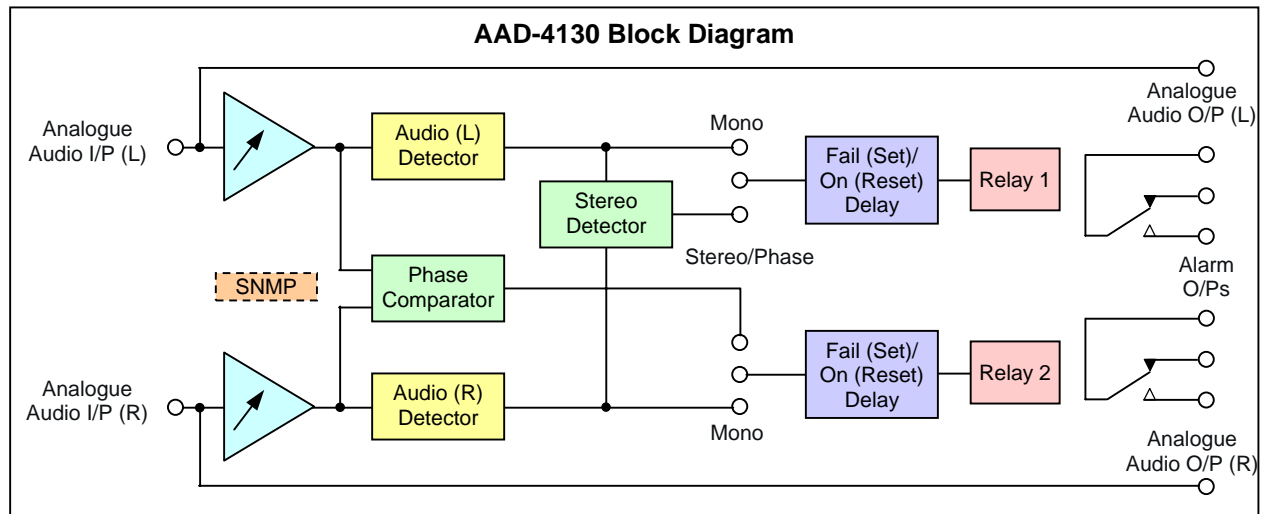 AAD-4130 Block Diagram
Analogue
Audio I/P (L)
Audio (L)
Detector
Mono
Fail (Set)/
On (Reset)
Delay
Relay 1
Analogue
Audio O/P (L)
Stereo
Detector
Stereo/Phase
SNMP
Phase
Comparator
Alarm
O/Ps
Analogue
Audio I/P (R)
Audio (R)
Detector
Mono
Fail (Set)/
On (Reset)
Delay
Relay 2
Analogue
Audio O/P (R)